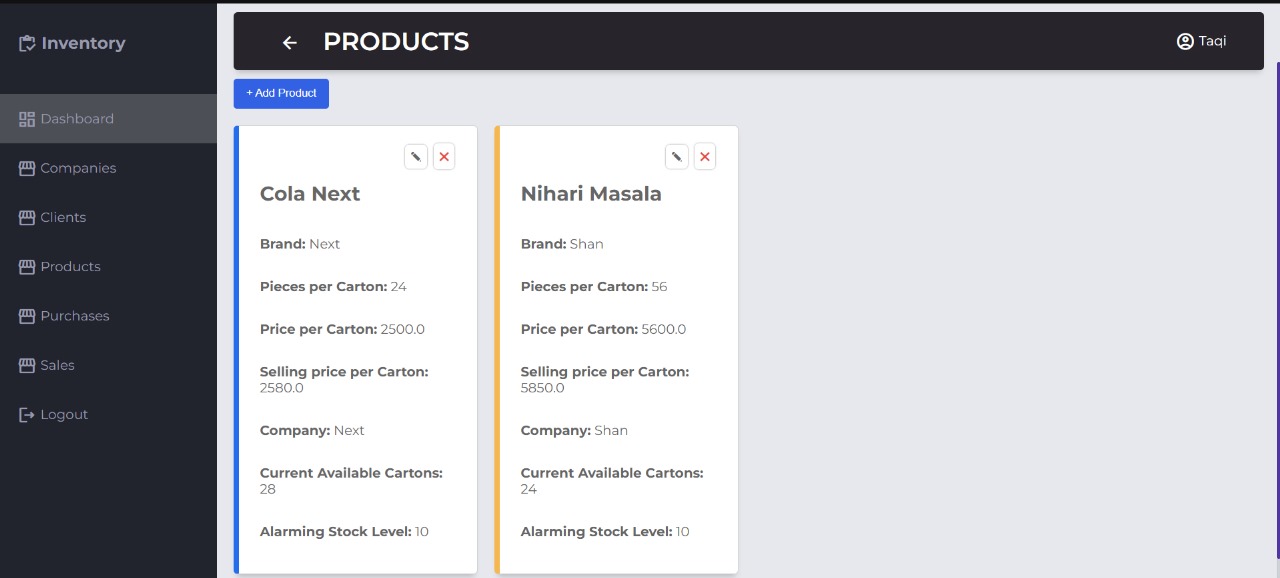 Inventory
Dashboard
Companies
Clients
Products
Purchases
Sales
Logout
PRODUCTS
Taqi
+ Add Product
Cola Next
Brand: Next
Pieces per Carton: 24
Price per Carton: 2500.0
Selling price per Carton:
2580.0
Company: Next
Current Available Cartons:
28
Alarming Stock Level: 10
Nihari Masala
Brand: Shan
Pieces per Carton: 56
Price per Carton: 5600.0
Selling price per Carton:
5850.0
Company: Shan
Current Available Cartons:
24
Alarming Stock Level: 10